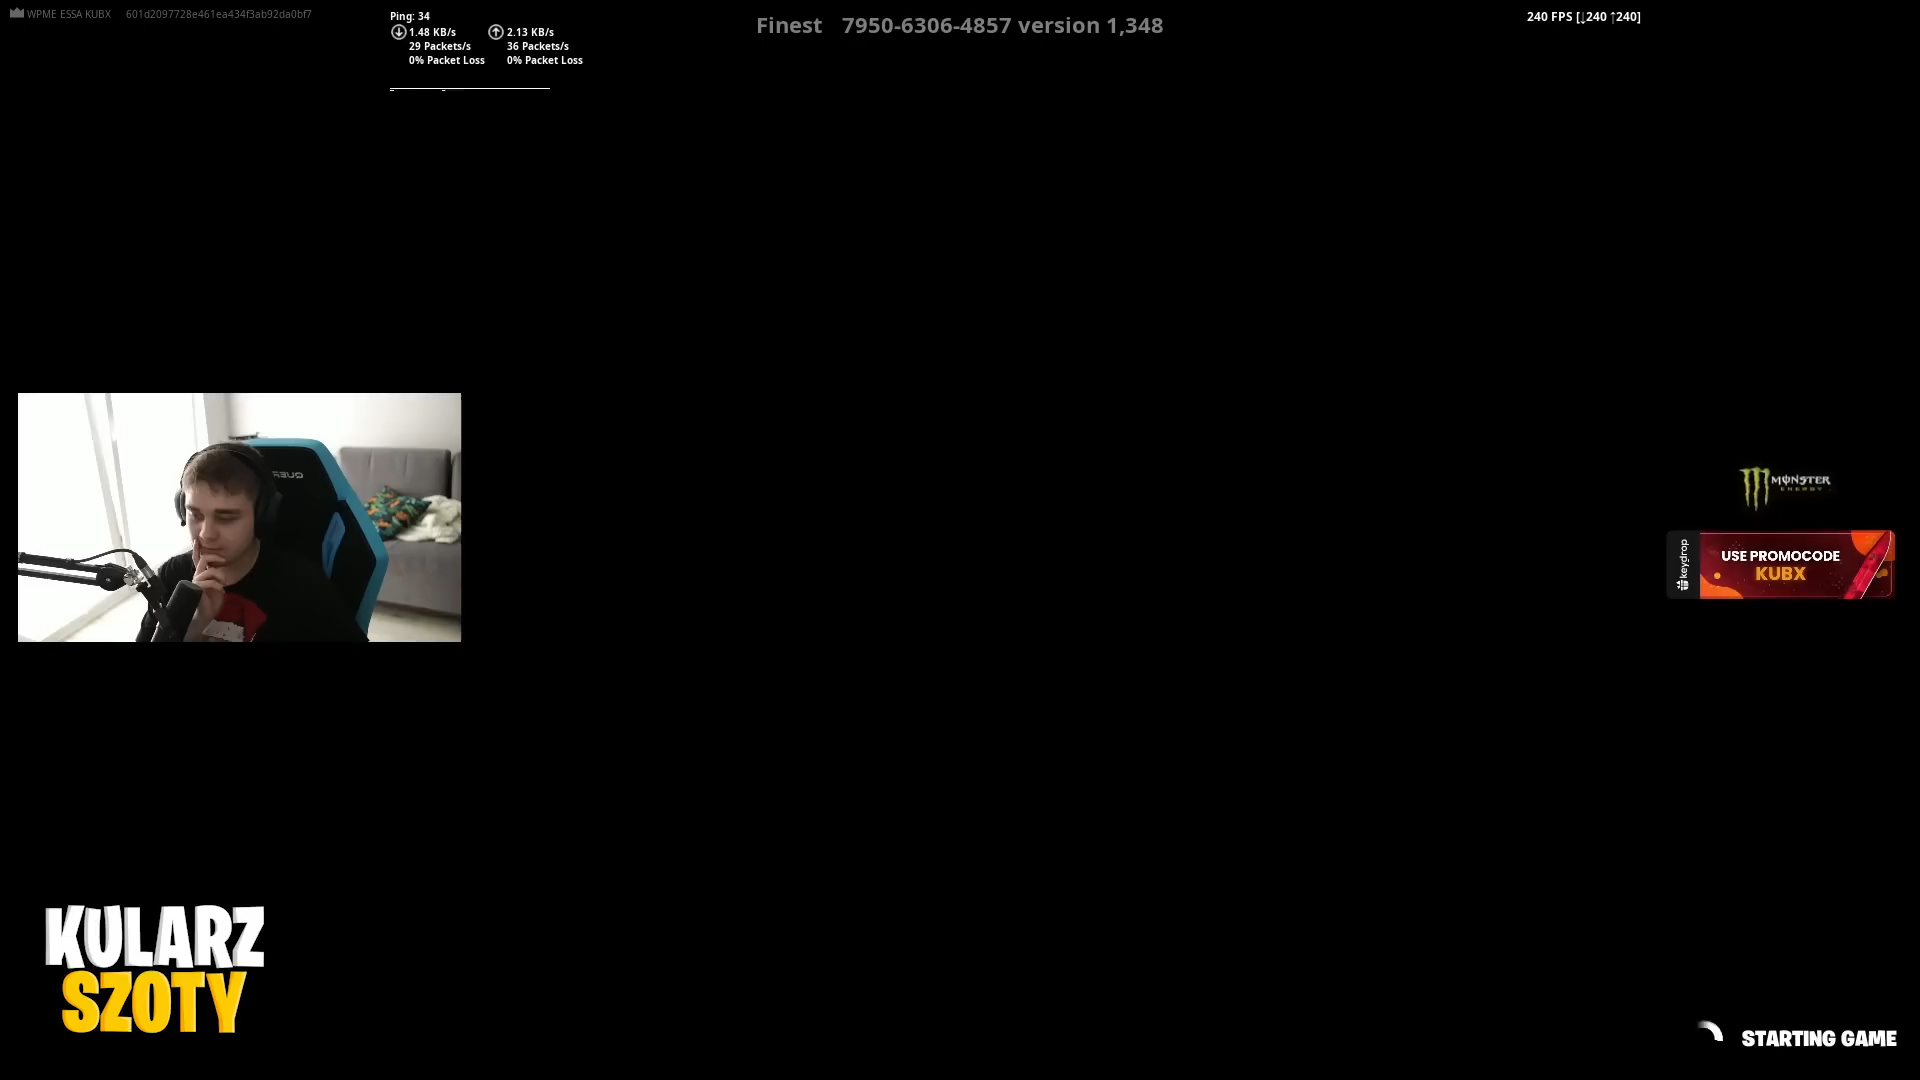 WPME ESSA KUBX 601d2097728e461ea434f3ab92da0bf7
Ping: 34
1.48 KB/s 2.13 KB/s
29 Packets/s 36 Packets/s
0% Packet Loss 0% Packet Loss
Finest 7950-6306-4857 version 1,348
240 FPS [↓240 ↑240]
MONSTER
ENERGY
keydrop
USE PROMOCODE
KUBX
KULARZ
SZOTY
STARTING GAME